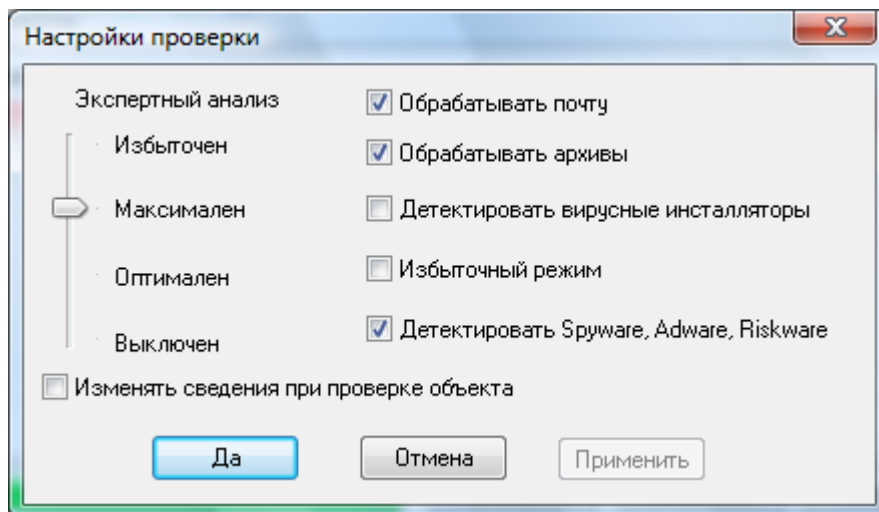 Настройки проверки
Экспертный анализ
Избыточен
Максимален
Оптимален
Выключен
Обрабатывать почту
Обрабатывать архивы
Детектировать вирусные инсталляторы
Избыточный режим
Детектировать Spyware, Adware, Riskware
Изменять сведения при проверке объекта
Да
Отмена
Применить